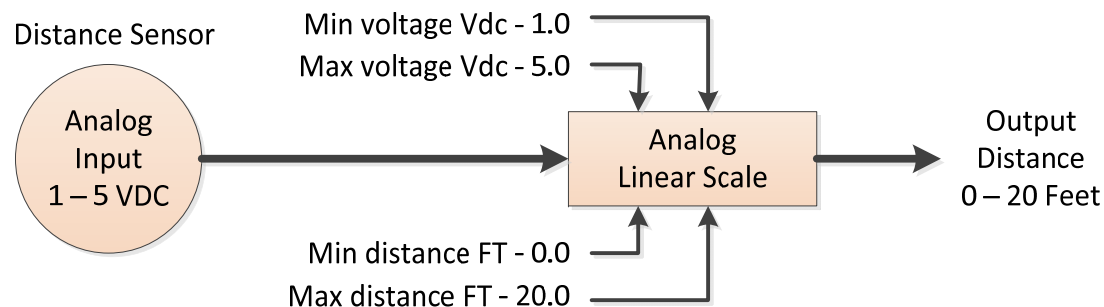 Distance Sensor
Analog
Input
1 – 5 VDC
Min voltage Vdc - 1.0
Max voltage Vdc - 5.0
Analog
Linear Scale
Min distance FT - 0.0
Max distance FT - 20.0
Output
Distance
0 – 20 Feet